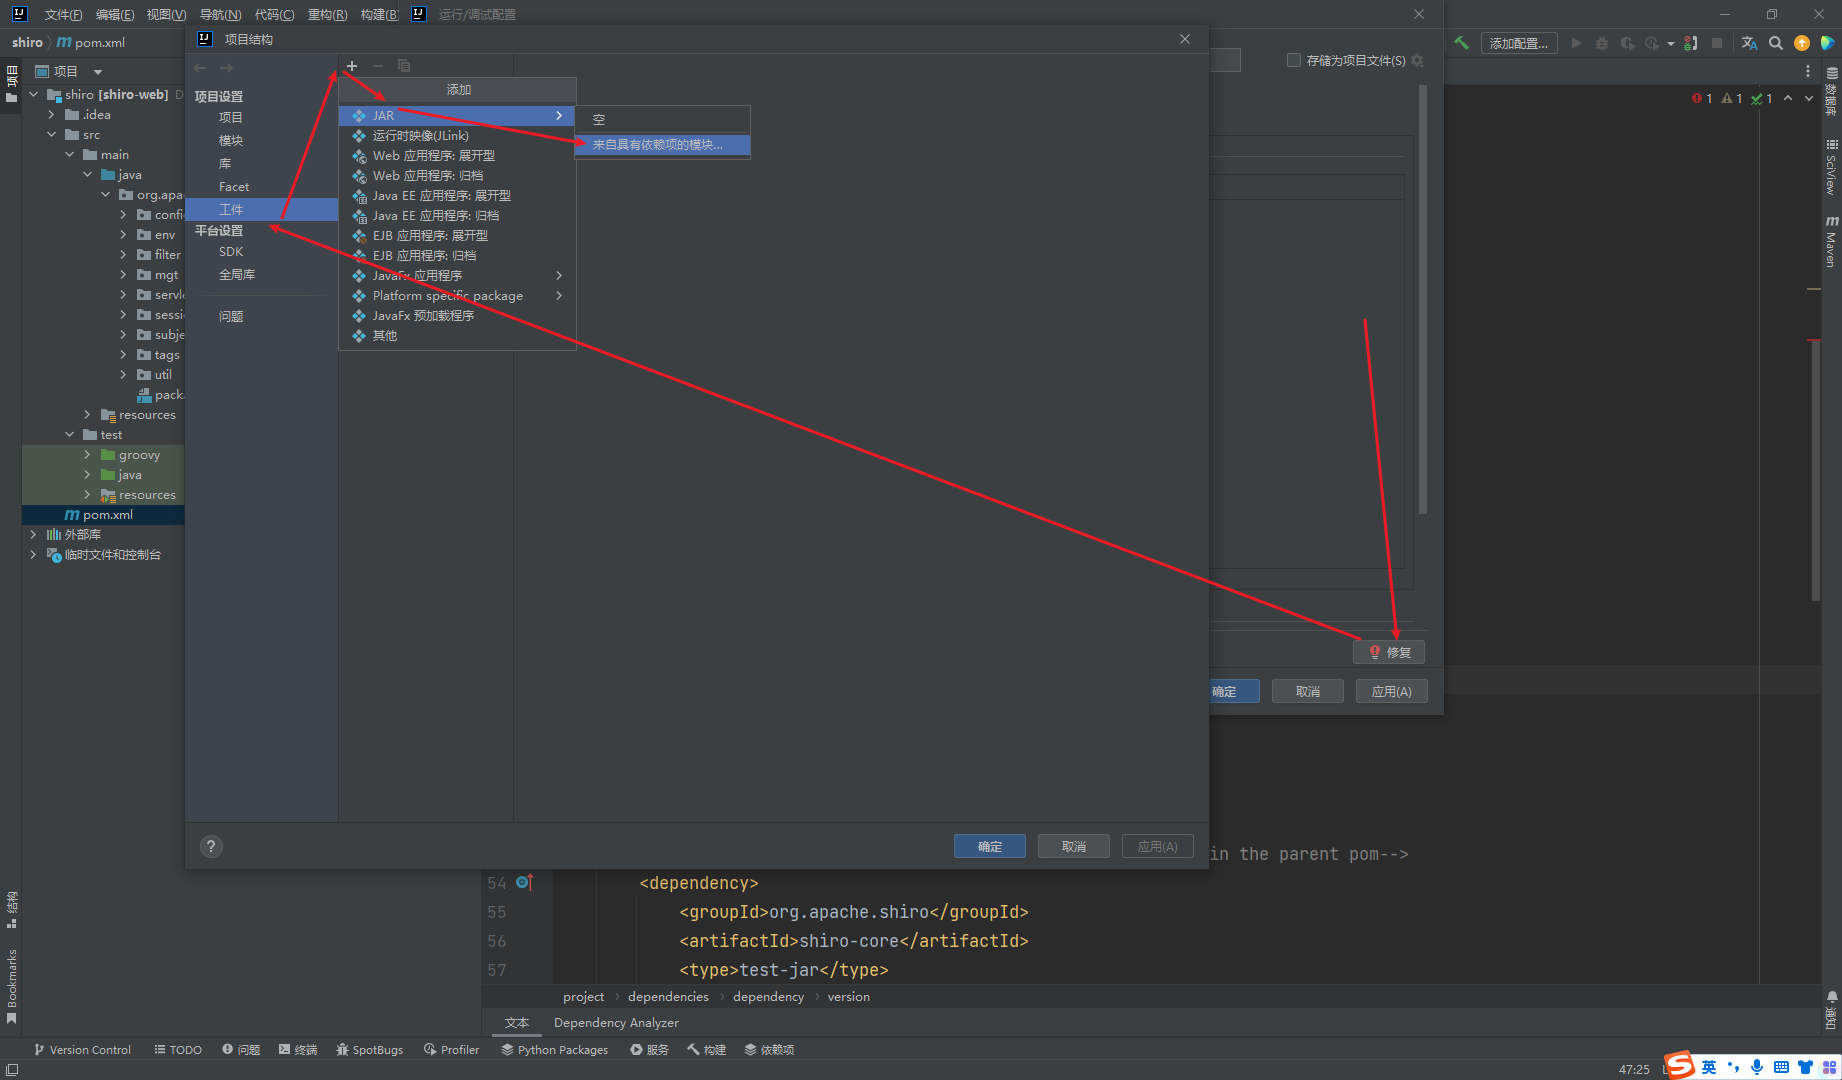 文件(F) 编辑(E) 视图(V) 导航(N) 代码(C) 重构(R) 构建(B
运行/调试配置
shiro pom.xml
项目结构
添加配置...
存储为项目文件(S)
项目
项目
shiro [shiro-web] D
.idea
src
main
java
org.apa
confi
env
filter
mgt
servle
sessi
subje
tags
util
packa
resources
test
groovy
java
resources
pom.xml
外部库
临时文件和控制台
项目设置
项目
模块
库
Facet
工件
平台设置
SDK
全局库
问题
添加
JAR
运行时映像(JLink)
Web 应用程序: 展开型
Web 应用程序: 归档
Java EE 应用程序: 展开型
Java EE 应用程序: 归档
EJB 应用程序: 展开型
EJB 应用程序: 归档
JavaFx 应用程序
Platform specific package
JavaFx 预加载程序
其他
空
来自具有依赖项的模块...
1 1 1
数据库
SciView
Maven
通知
修复
确定 取消 应用(A)
? 确定 取消 应用(A)
in the parent pom-->
54 <dependency>
55 <groupId>org.apache.shiro</groupId>
56 <artifactId>shiro-core</artifactId>
57 <type>test-jar</type>
project dependencies dependency version
文本 Dependency Analyzer
结构
Bookmarks
Version Control TODO 问题 终端 SpotBugs Profiler Python Packages 服务 构建 依赖项
47:25
英